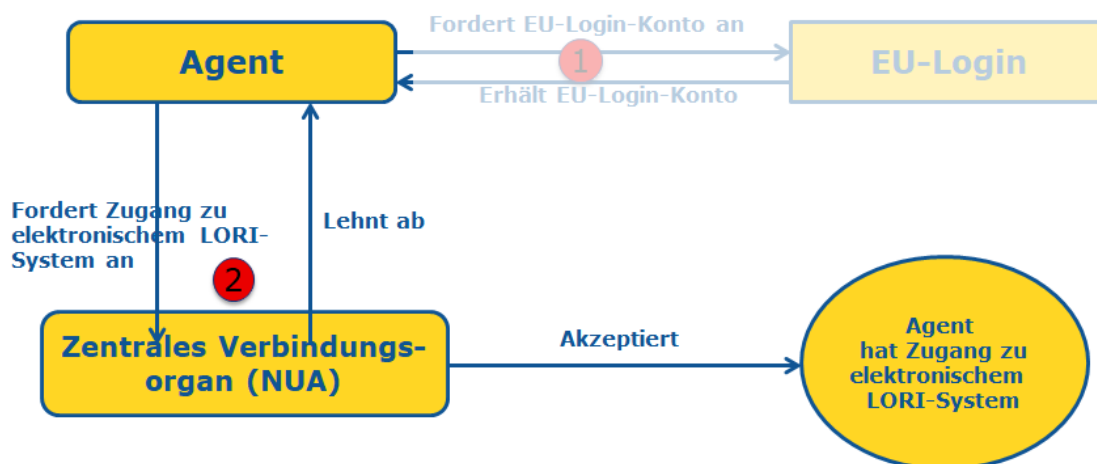 Fordert EU-Login-Konto an
Agent
1
EU-Login
Erhält EU-Login-Konto
Fordert Zugang zu
elektronischem LORI-
System an
Lehnt ab
2
Zentrales Verbindungs-
organ (NUA)
Akzeptiert
Agent
hat Zugang zu
elektronischem
LORI-System